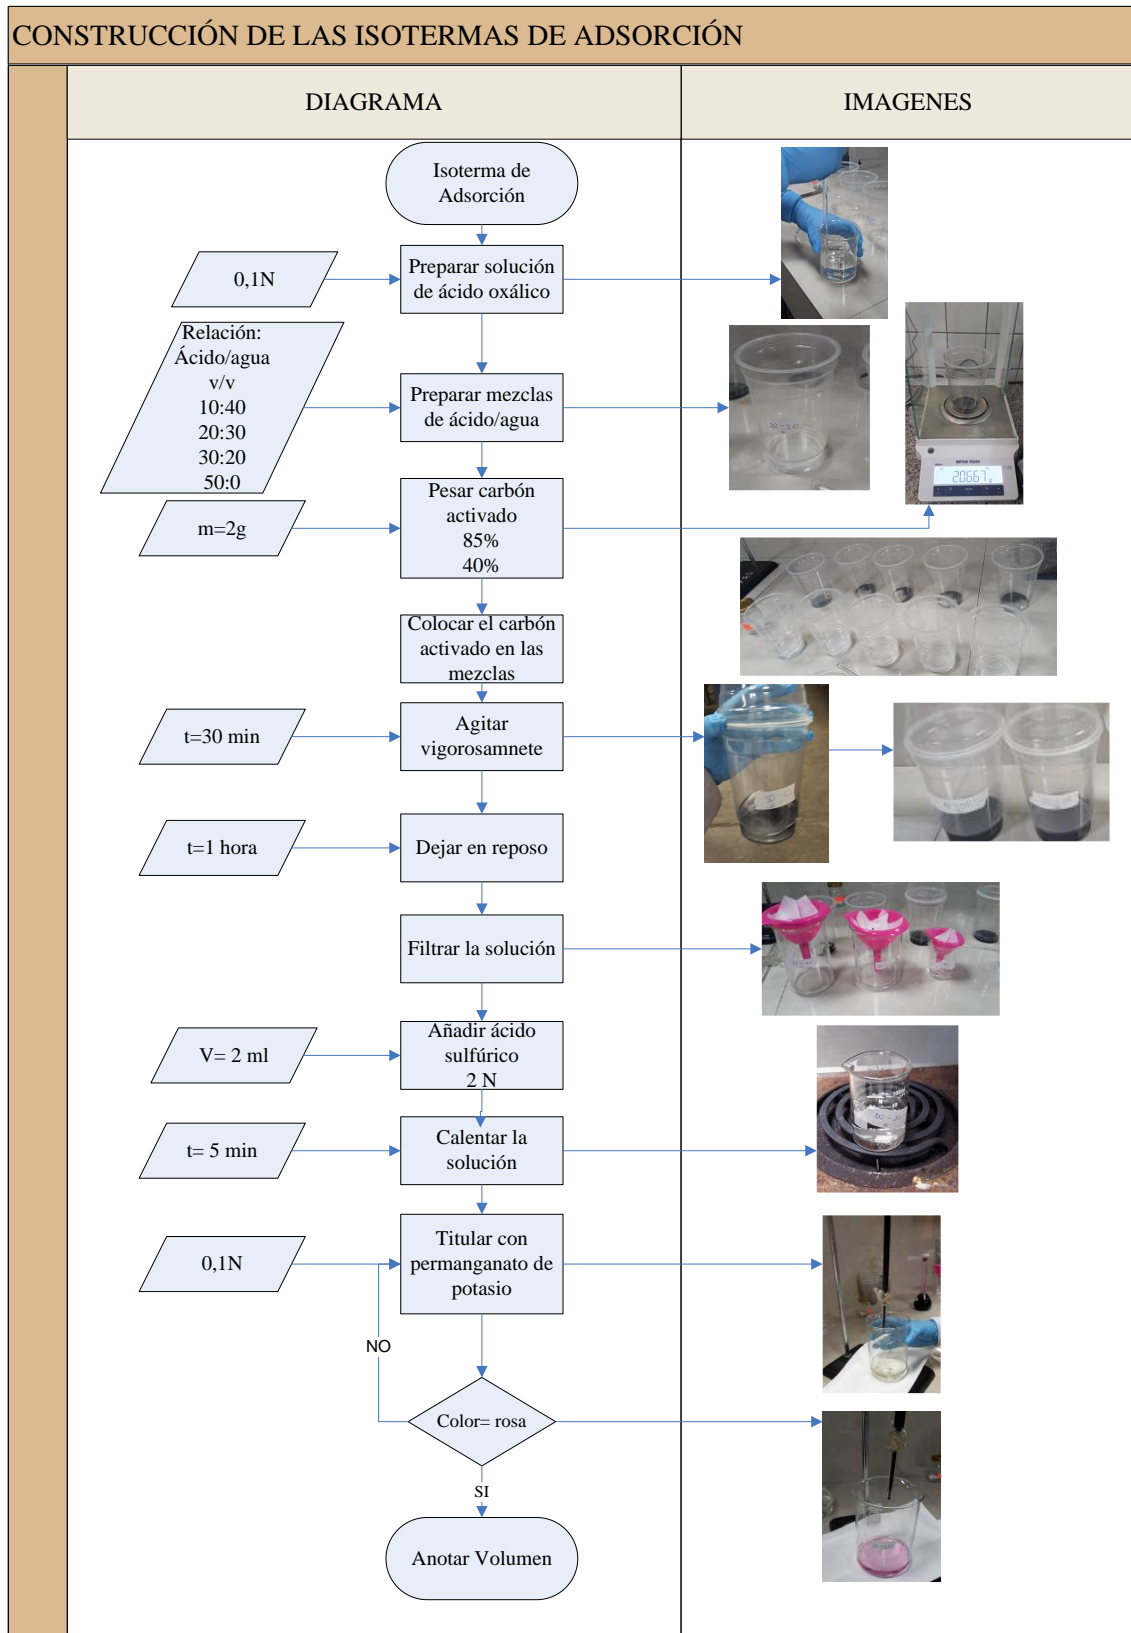 CONSTRUCCIÓN DE LAS ISOTERMAS DE ADSORCIÓN
DIAGRAMA
IMAGENES
Isoterma de
Adsorción
0,1N
Preparar solución
de ácido oxálico
Relación:
Ácido/agua
v/v
10:40
20:30
30:20
50:0
Preparar mezclas
de ácido/agua
m=2g
Pesar carbón
activado
85%
40%
2.0667
Colocar el carbón
activado en las
mezclas
t=30 min
Agitar
vigorosamnete
t=1 hora
Dejar en reposo
Filtrar la solución
V= 2 ml
Añadir ácido
sulfúrico
2 N
t= 5 min
Calentar la
solución
0,1N
Titular con
permanganato de
potasio
NO
Color= rosa
SI
Anotar Volumen